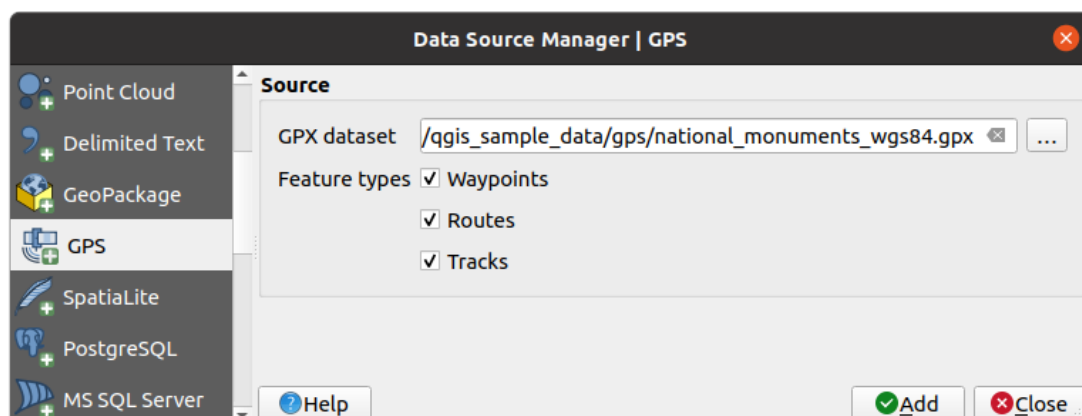 Data Source Manager | GPS
Point Cloud
Delimited Text
GeoPackage
GPS
SpatiaLite
PostgreSQL
MS SQL Server
Source
GPX dataset /qgis_sample_data/gps/national_monuments_wgs84.gpx ...
Feature types Waypoints
Routes
Tracks
Help Add Close